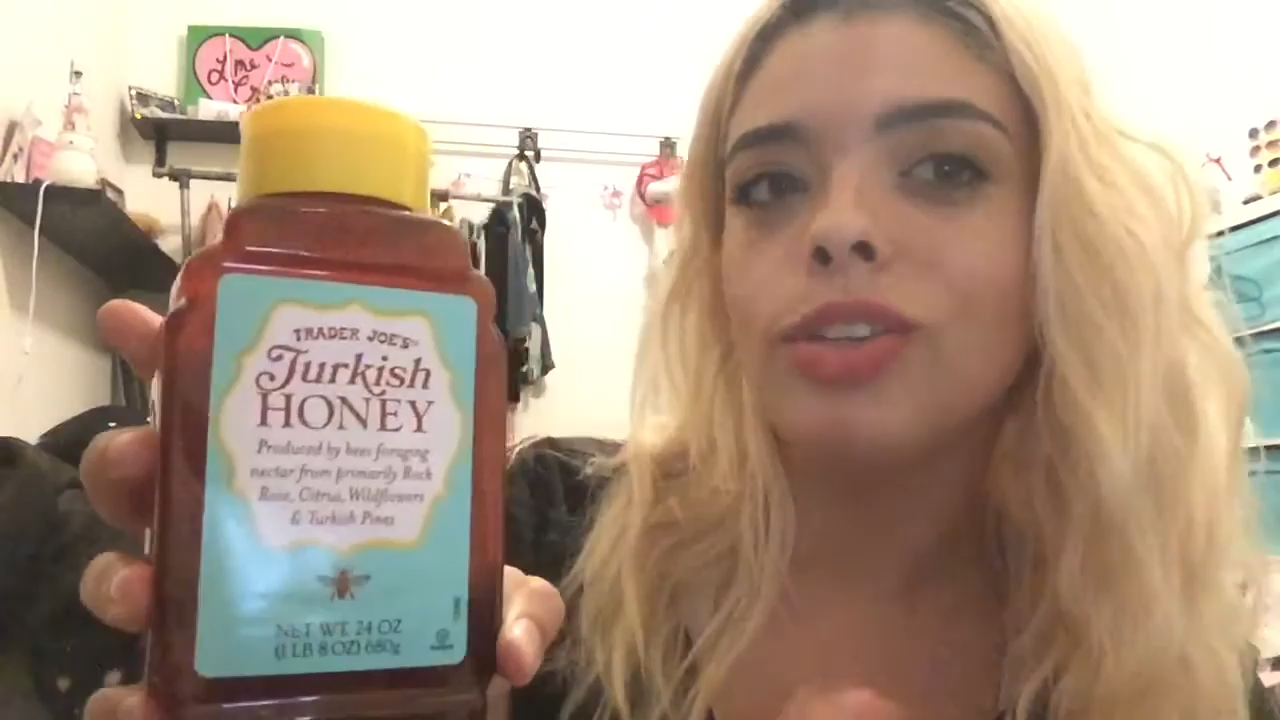 TRADER JOE'S
Turkish
HONEY
Produced by bees foraging
nectar from primarily Rock
Rose, Citrus, Wildflowers
& Turkish Pines
NET WT. 24 OZ
(1 LB 8 OZ) 680g